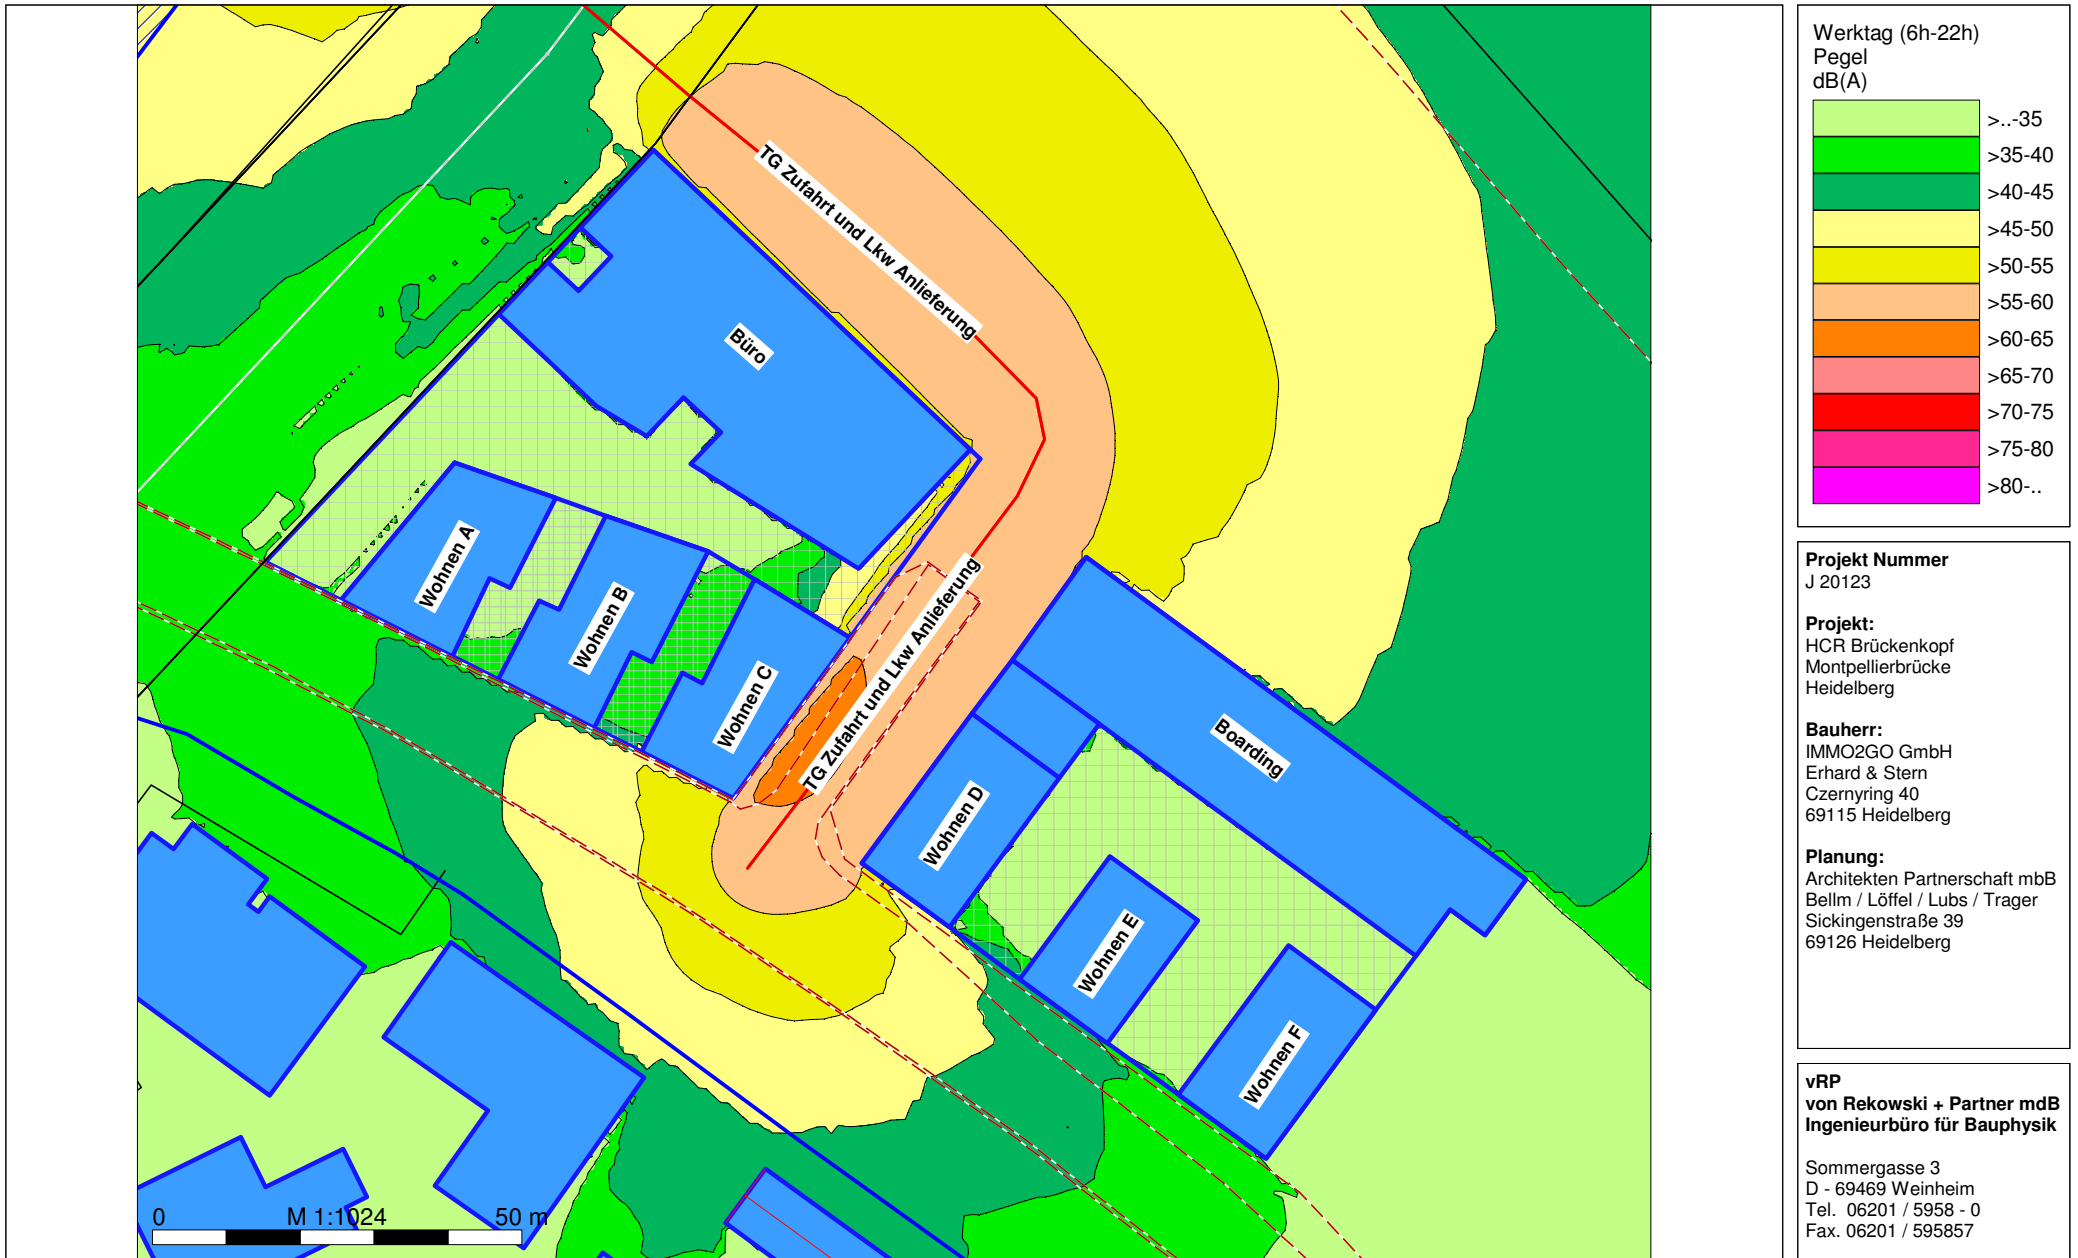 TG Zufahrt und Lkw Anlieferung
Büro
Wohnen A
Wohnen B
Wohnen C
TG Zufahrt und Lkw Anlieferung
Wohnen D
Boarding
Wohnen E
Wohnen F
0
M 1:1024
50 m
Werktag (6h-22h)
Pegel
dB(A)
>..-35
>35-40
>40-45
>45-50
>50-55
>55-60
>60-65
>65-70
>70-75
>75-80
>80-..
Projekt Nummer
J 20123
Projekt:
HCR Brückenkopf
Montpellierbrücke
Heidelberg
Bauherr:
IMMO2GO GmbH
Erhard & Stern
Czernyring 40
69115 Heidelberg
Planung:
Architekten Partnerschaft mbB
Bellm / Löffel / Lubs / Trager
Sickingenstraße 39
69126 Heidelberg
vRP
von Rekowski + Partner mdB
Ingenieurbüro für Bauphysik
Sommergasse 3
D - 69469 Weinheim
Tel. 06201 / 5958 - 0
Fax. 06201 / 595857